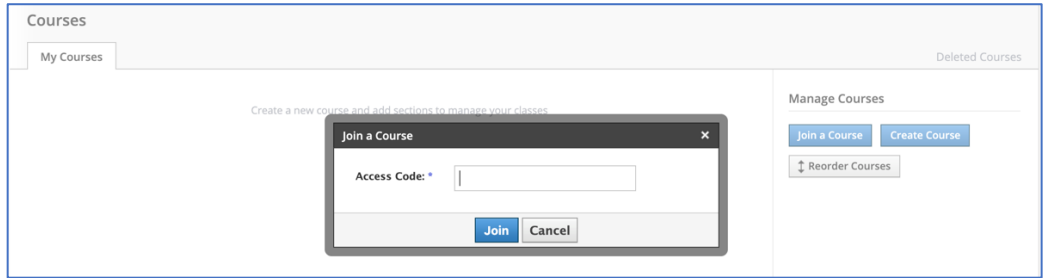 Courses
My Courses
Deleted Courses
Create a new course and add sections to manage your classes
Manage Courses
Join a Course
Create Course
Reorder Courses
Join a Course ×
Access Code: *
Join
Cancel